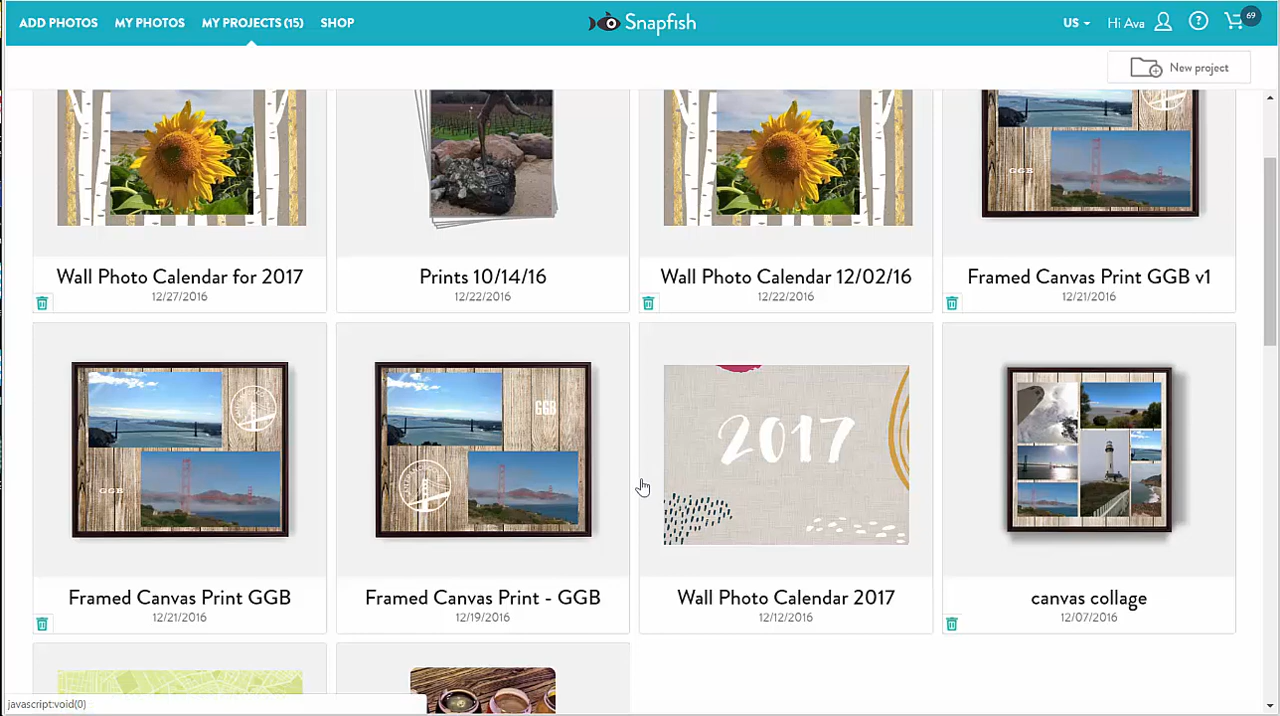 ADD PHOTOS MY PHOTOS MY PROJECTS (15) SHOP Snapfish US Hi Ava ? 69
New project
GGB
Wall Photo Calendar for 2017 Prints 10/14/16 Wall Photo Calendar 12/02/16 Framed Canvas Print GGB v1
12/27/2016 12/22/2016 12/22/2016 12/21/2016
GGB
2017
GGB
Framed Canvas Print GGB Framed Canvas Print - GGB Wall Photo Calendar 2017 canvas collage
12/21/2016 12/19/2016 12/12/2016 12/07/2016
javascript:void(0)